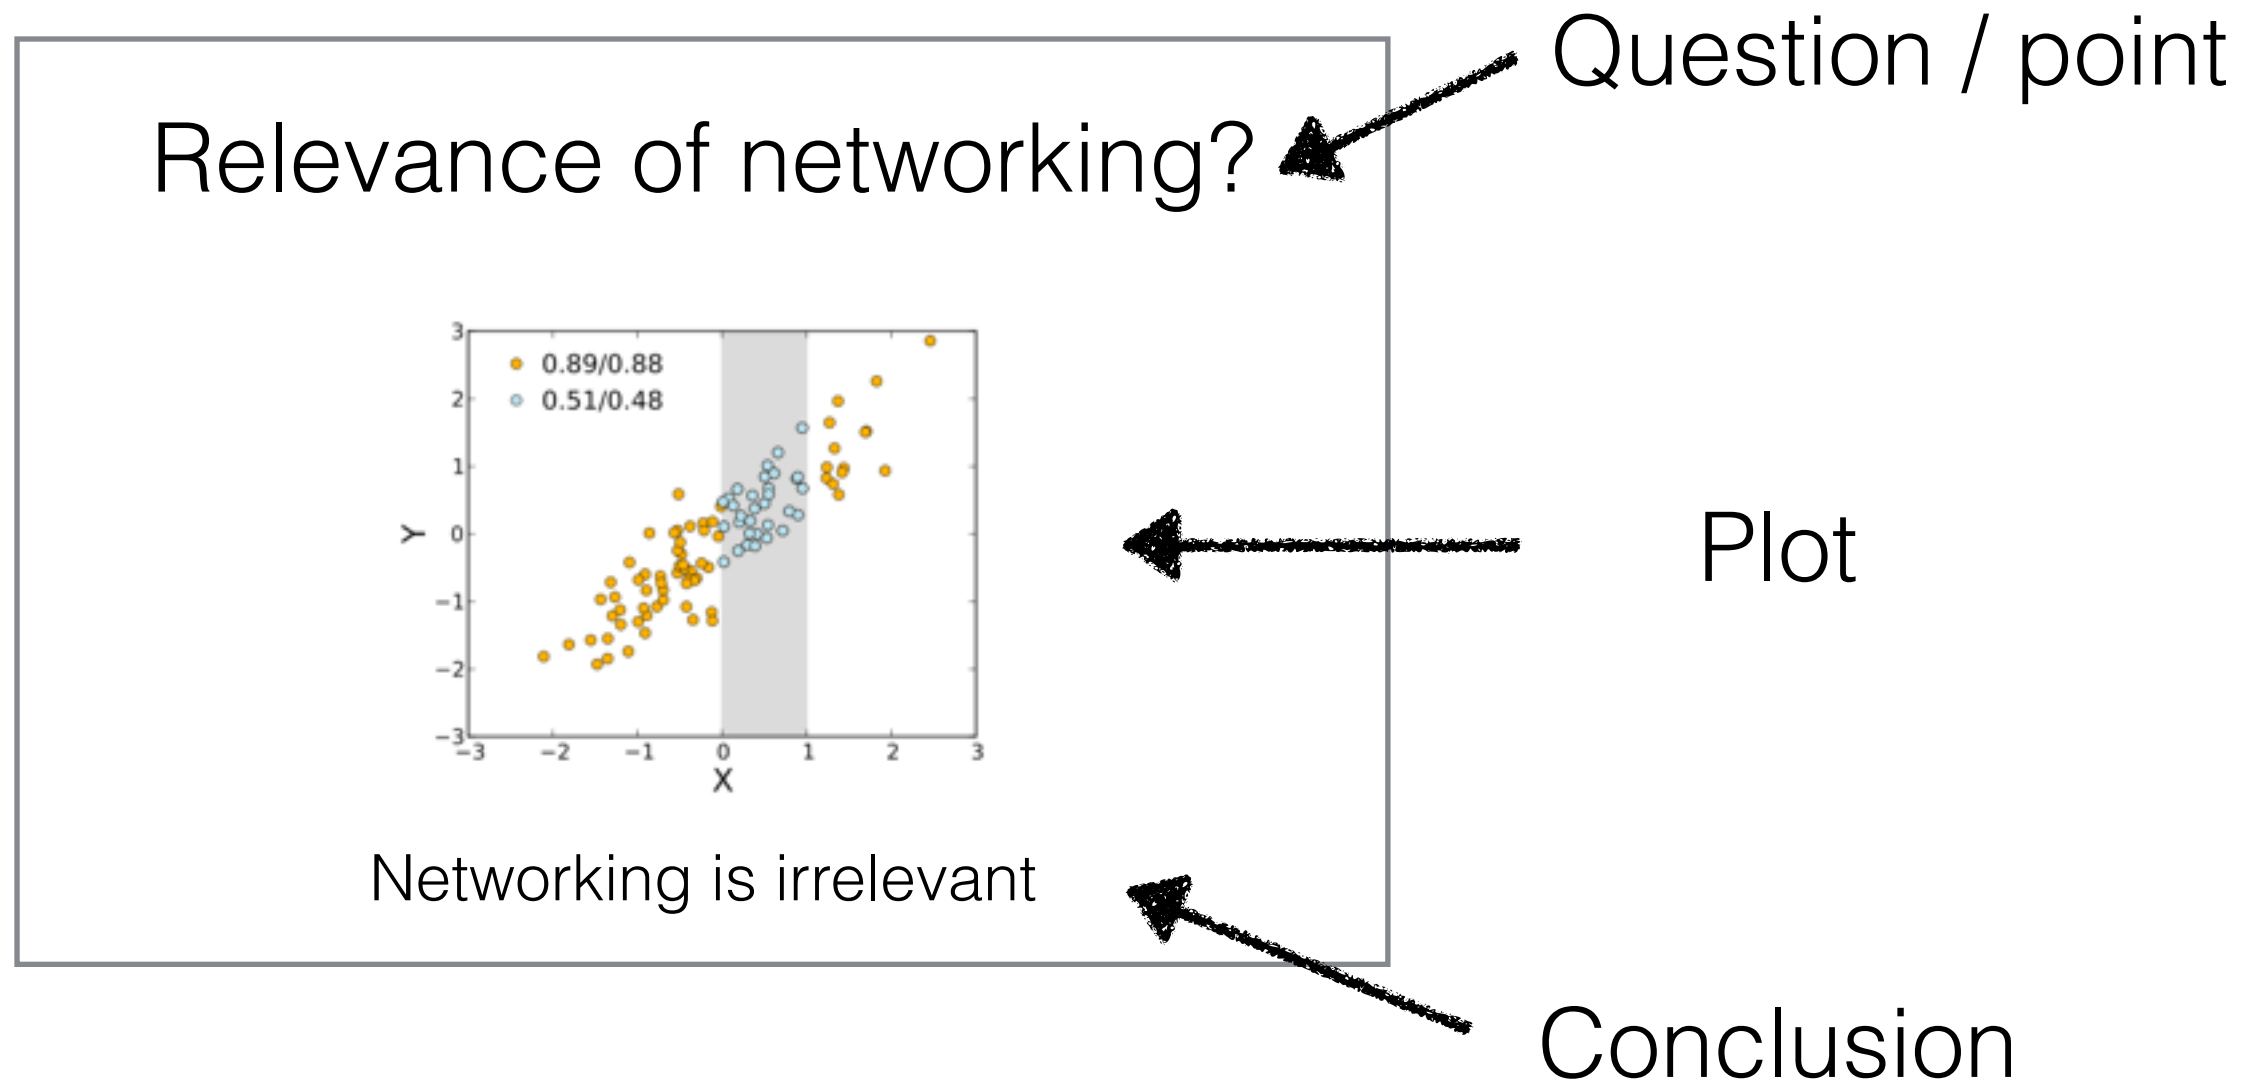 Question / point
Relevance of networking?
0.89/0.88
0.51/0.48
3
2
1
0
−1
−2
−3
Y
−3 −2 −1 0 1 2 3
X
Plot
Networking is irrelevant
Conclusion